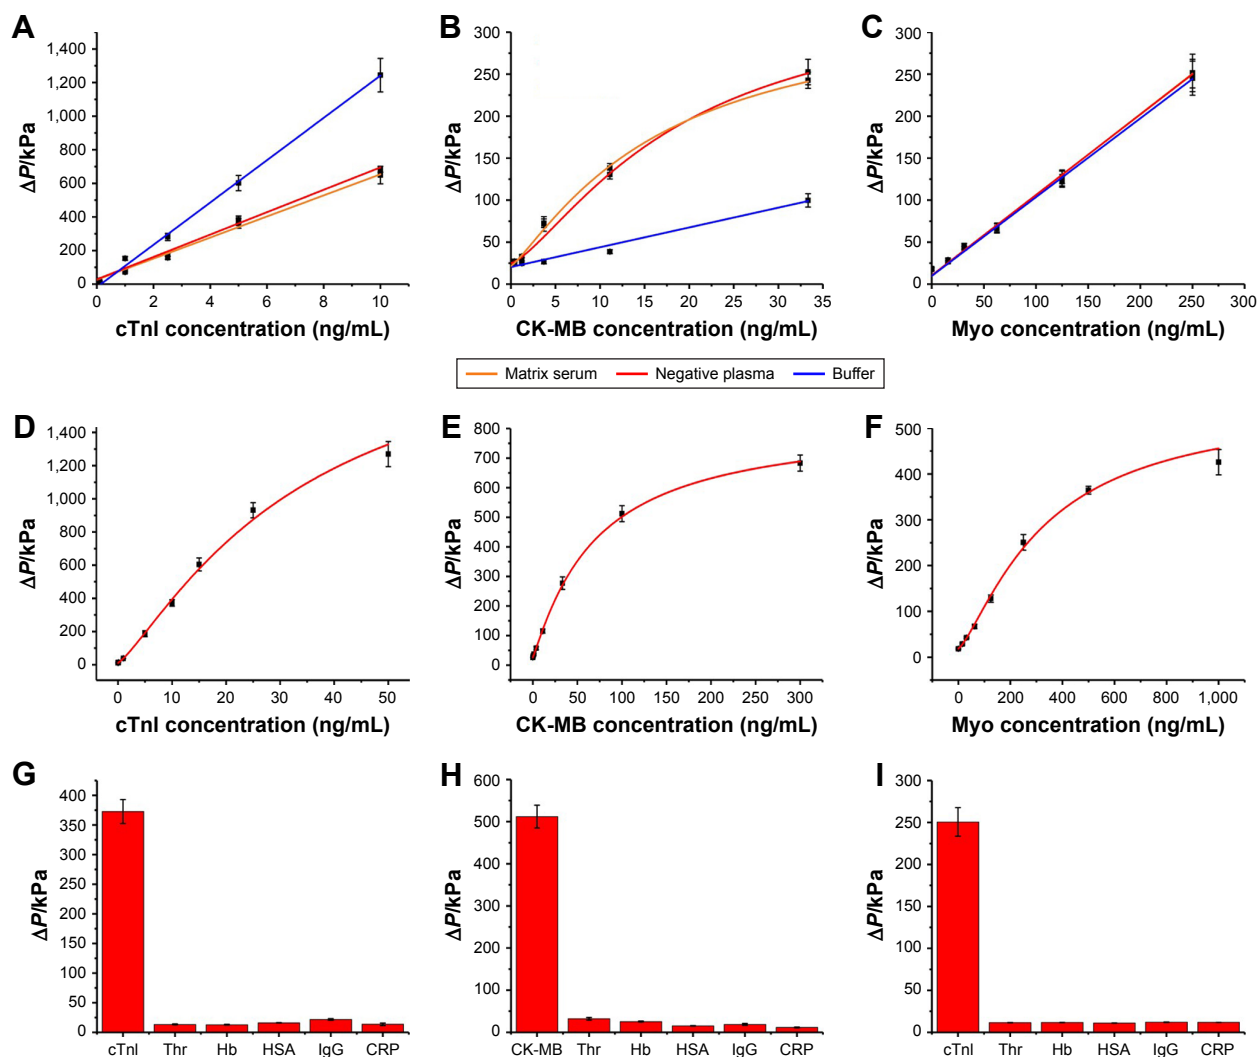 A
B
C
1,400
1,200
1,000
800
600
400
200
0
ΔP/kPa
0 2 4 6 8 10
cTnI concentration (ng/mL)
300
250
200
150
100
50
0
ΔP/kPa
0 5 10 15 20 25 30 35
CK-MB concentration (ng/mL)
300
250
200
150
100
50
0
ΔP/kPa
0 50 100 150 200 250 300
Myo concentration (ng/mL)
Matrix serum Negative plasma Buffer
D
E
F
1,400
1,200
1,000
800
600
400
200
0
ΔP/kPa
0 10 20 30 40 50
cTnI concentration (ng/mL)
800
700
600
500
400
300
200
100
0
ΔP/kPa
0 50 100 150 200 250 300
CK-MB concentration (ng/mL)
500
400
300
200
100
0
ΔP/kPa
0 200 400 600 800 1,000
Myo concentration (ng/mL)
G
H
I
400
350
300
250
200
150
100
50
0
ΔP/kPa
cTnI Thr Hb HSA IgG CRP
600
500
400
300
200
100
0
ΔP/kPa
CK-MB Thr Hb HSA IgG CRP
300
250
200
150
100
50
0
ΔP/kPa
cTnI Thr Hb HSA IgG CRP